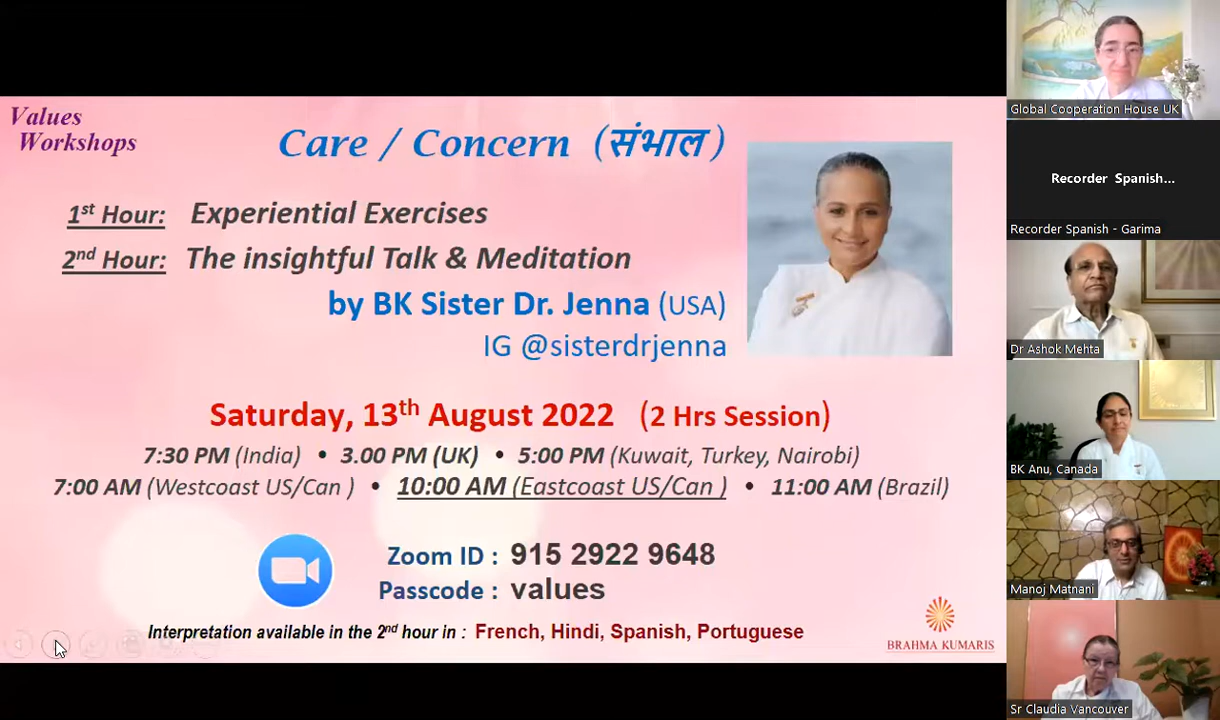 Values
Workshops
Care / Concern (संभाल)
1st Hour: Experiential Exercises
2nd Hour: The insightful Talk & Meditation
by BK Sister Dr. Jenna (USA)
IG @sisterdrjenna
Saturday, 13th August 2022 (2 Hrs Session)
7:30 PM (India) • 3.00 PM (UK) • 5:00 PM (Kuwait, Turkey, Nairobi)
7:00 AM (Westcoast US/Can ) • 10:00 AM (Eastcoast US/Can ) • 11:00 AM (Brazil)
Zoom ID : 915 2922 9648
Passcode : values
Interpretation available in the 2nd hour in : French, Hindi, Spanish, Portuguese
BRAHMA KUMARIS
Global Cooperation House UK
Recorder Spanish...
Recorder Spanish - Garima
Dr Ashok Mehta
BK Anu, Canada
Manoj Matnani
Sr Claudia Vancouver